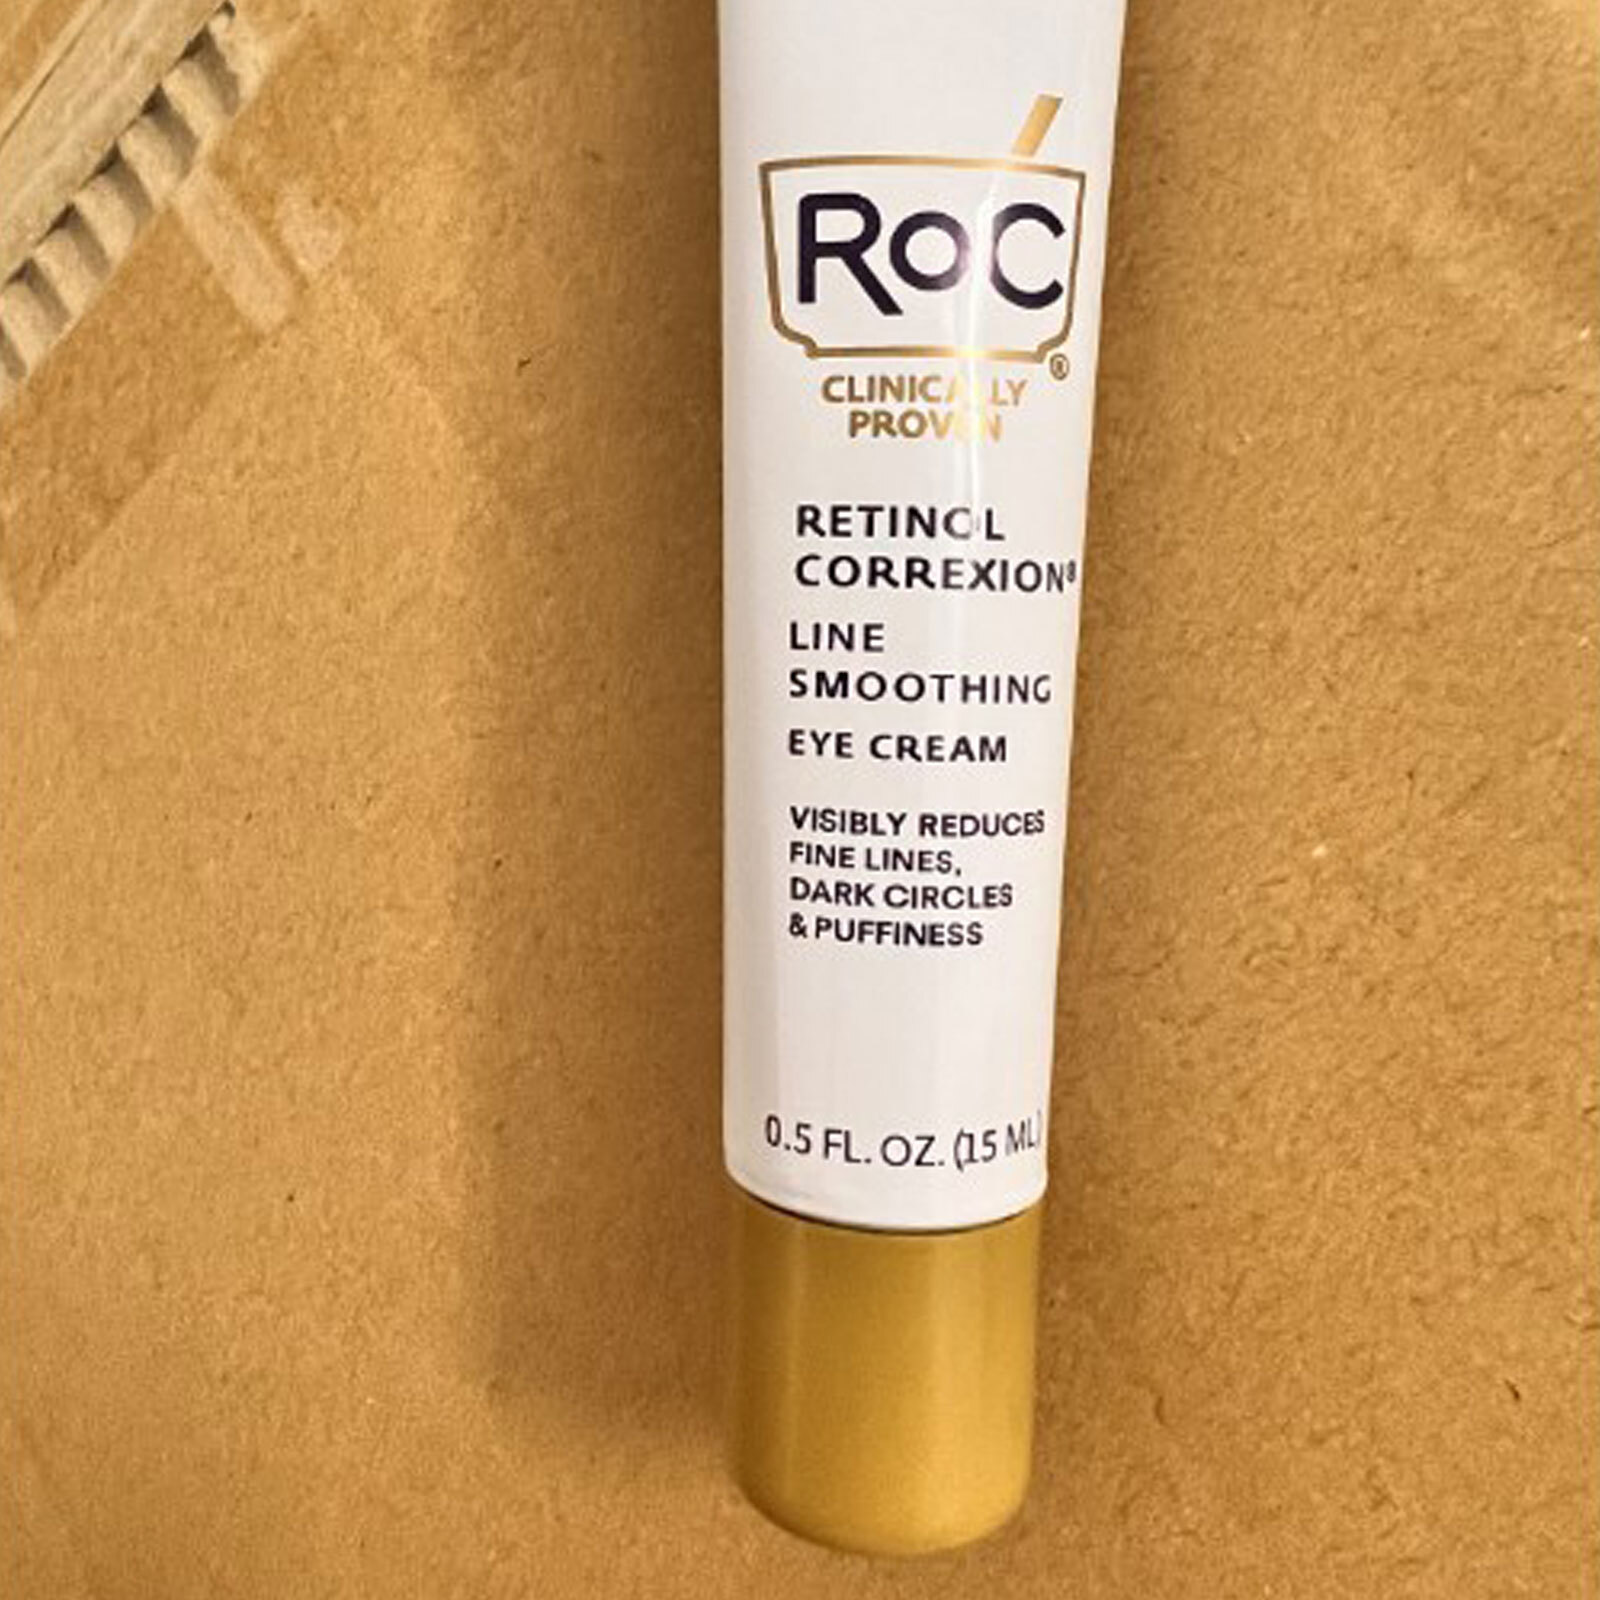 RoC
®
CLINICALLY
PROVEN
RETINOL
CORREXION®
LINE
SMOOTHING
EYE CREAM
VISIBLY REDUCES
FINE LINES,
DARK CIRCLES
& PUFFINESS
0.5 FL. OZ. (15 ML)